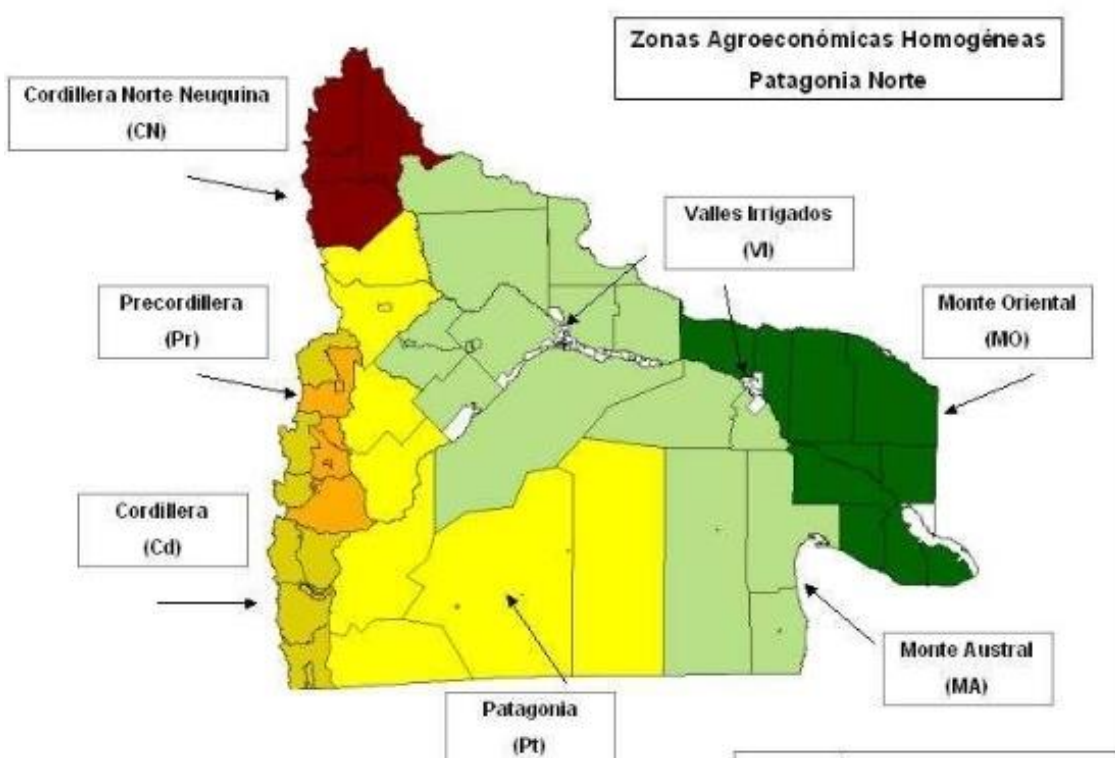 Zonas Agroeconómicas Homogéneas
Patagonia Norte
Cordillera Norte Neuquina
(CN)
Valles Irrigados
(VI)
Precordillera
(Pr)
Monte Oriental
(MO)
Cordillera
(Cd)
Monte Austral
(MA)
Patagonia
(Pt)